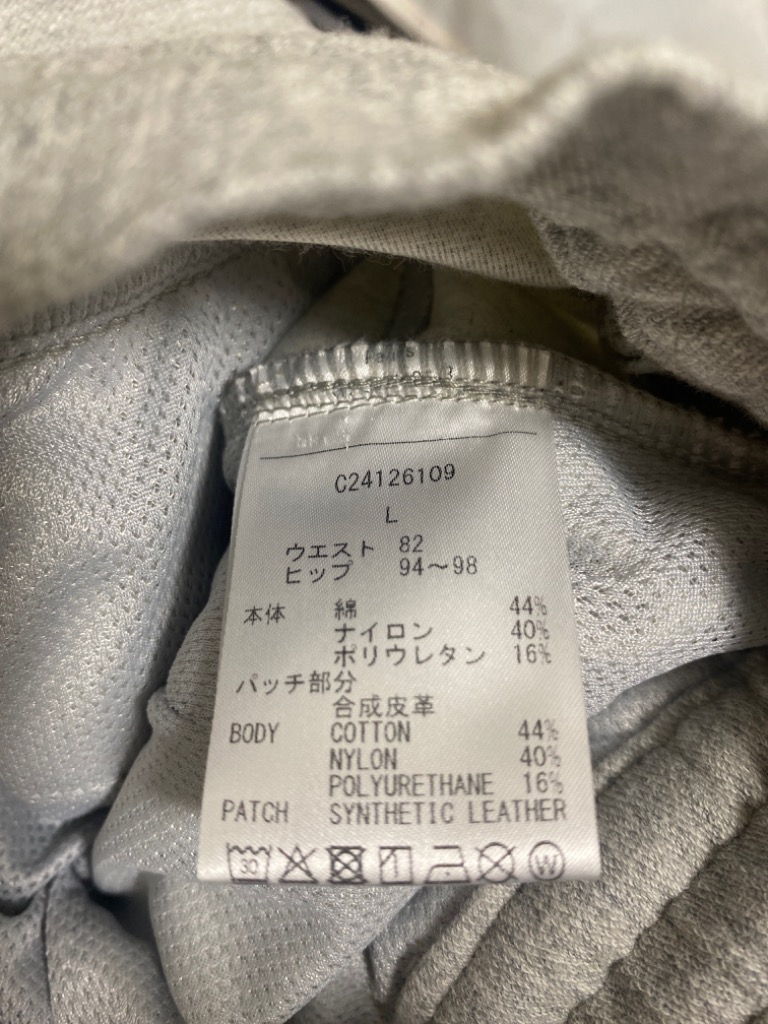 C24126109
L
ウエスト 82
ヒップ 94～98
本体 綿 44%
ナイロン 40%
ポリウレタン 16%
パッチ部分
合成皮革
BODY COTTON 44%
NYLON 40%
POLYURETHANE 16%
PATCH SYNTHETIC LEATHER
30 W